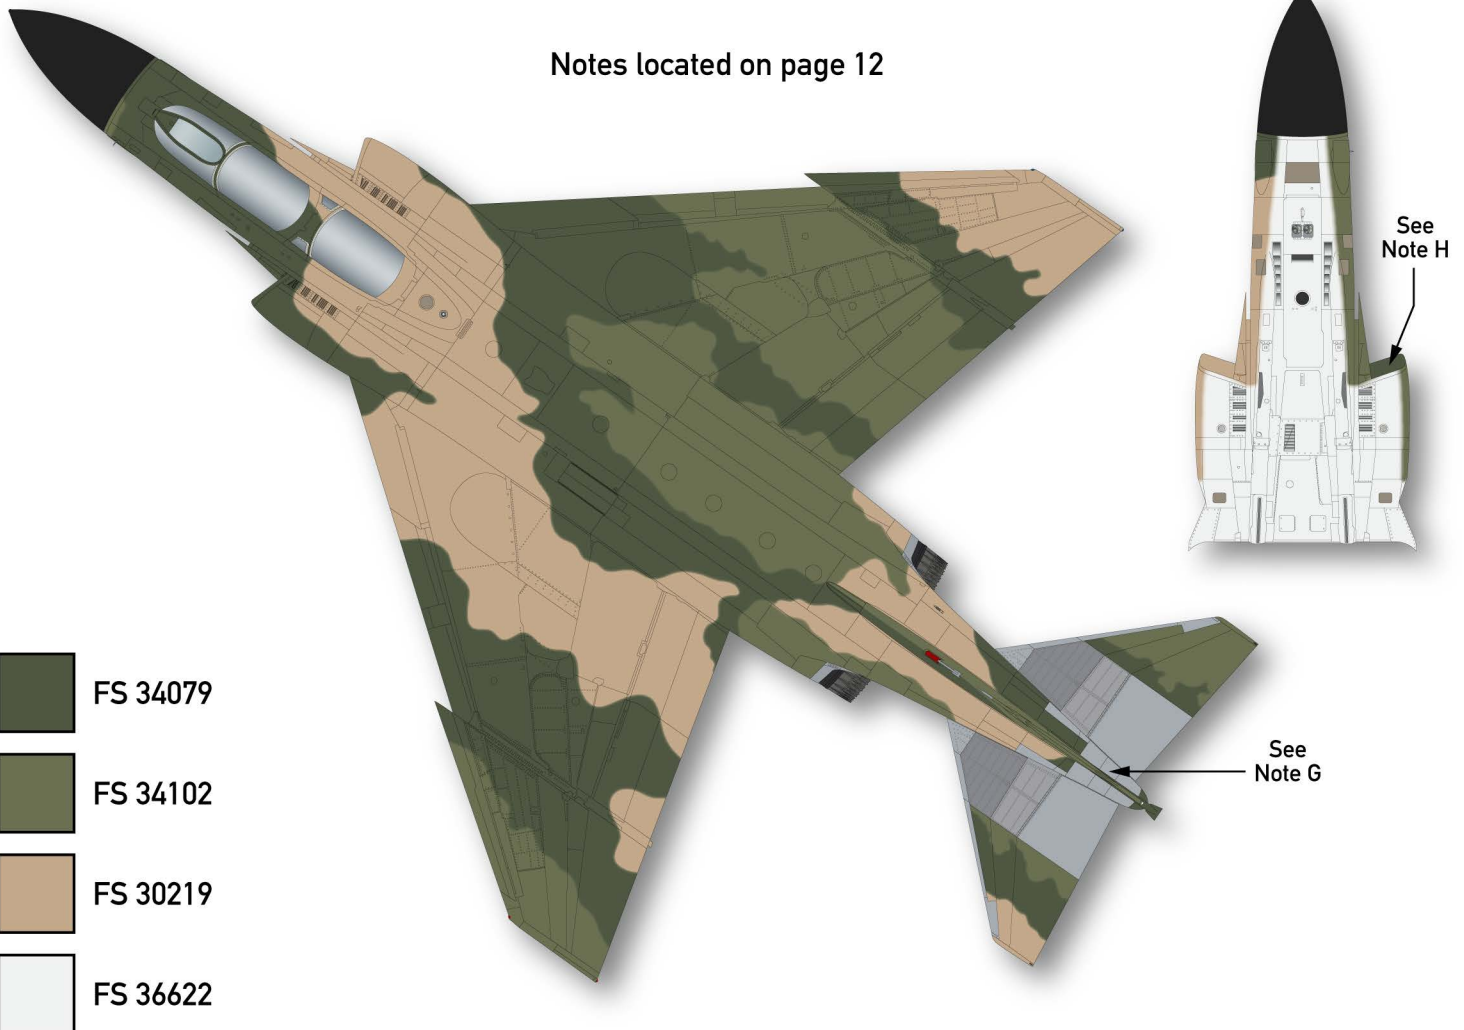 Notes located on page 12
See
Note H
FS 34079
FS 34102
FS 30219
FS 36622
See
Note G